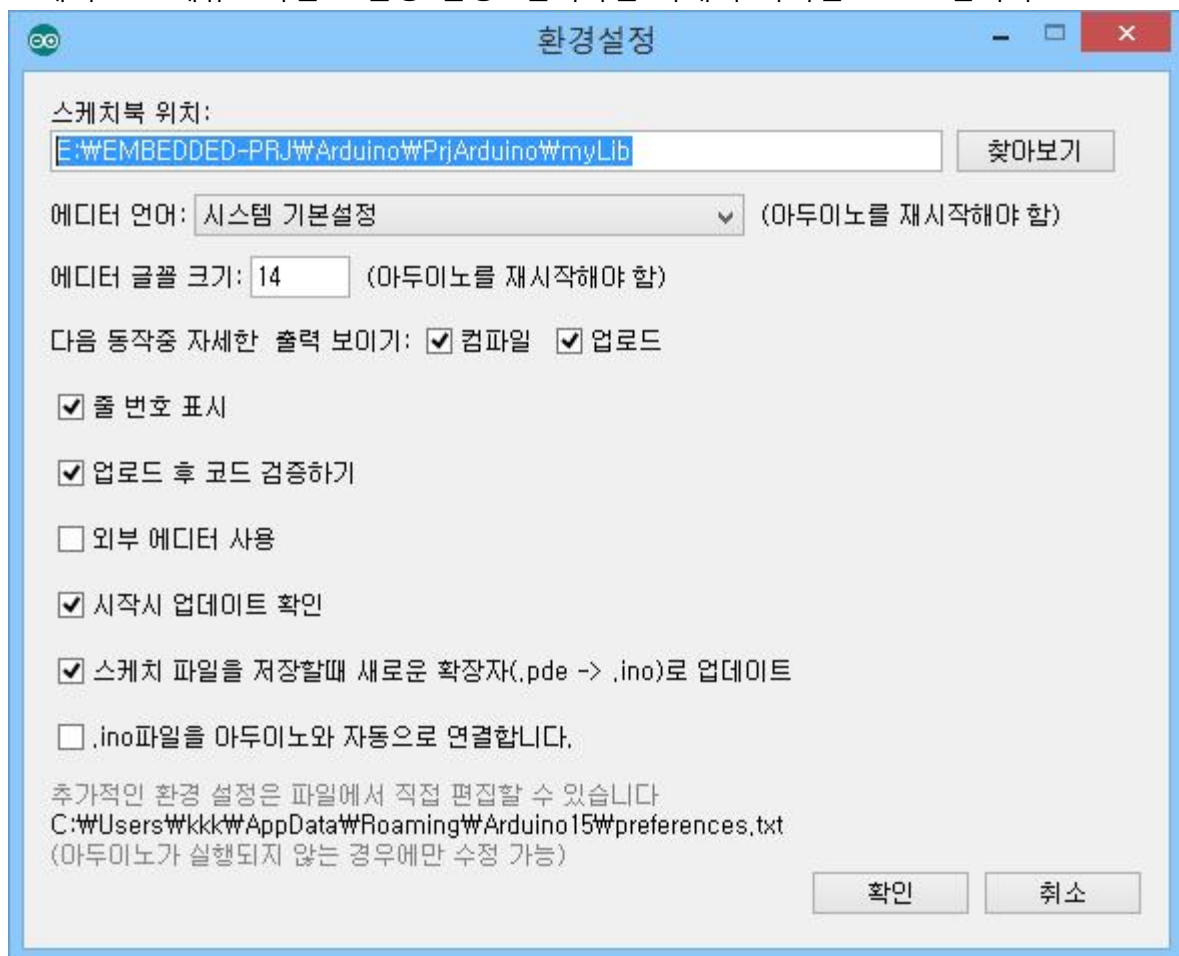 환경설정
스케치북 위치:
E:₩EMBEDDED-PRJ₩Arduino₩PrjArduino₩myLib 찾아보기
에디터 언어: 시스템 기본설정 (아두이노를 재시작해야 함)
에디터 글꼴 크기: 14 (아두이노를 재시작해야 함)
다음 동작중 자세한 출력 보이기: 컴파일 업로드
줄 번호 표시
업로드 후 코드 검증하기
외부 에디터 사용
시작시 업데이트 확인
스케치 파일을 저장할때 새로운 확장자(.pde -> .ino)로 업데이트
.ino파일을 아두이노와 자동으로 연결합니다.
추가적인 환경 설정은 파일에서 직접 편집할 수 있습니다
C:₩Users₩kkk₩AppData₩Roaming₩Arduino15₩preferences.txt
(아두이노가 실행되지 않는 경우에만 수정 가능)
확인 취소